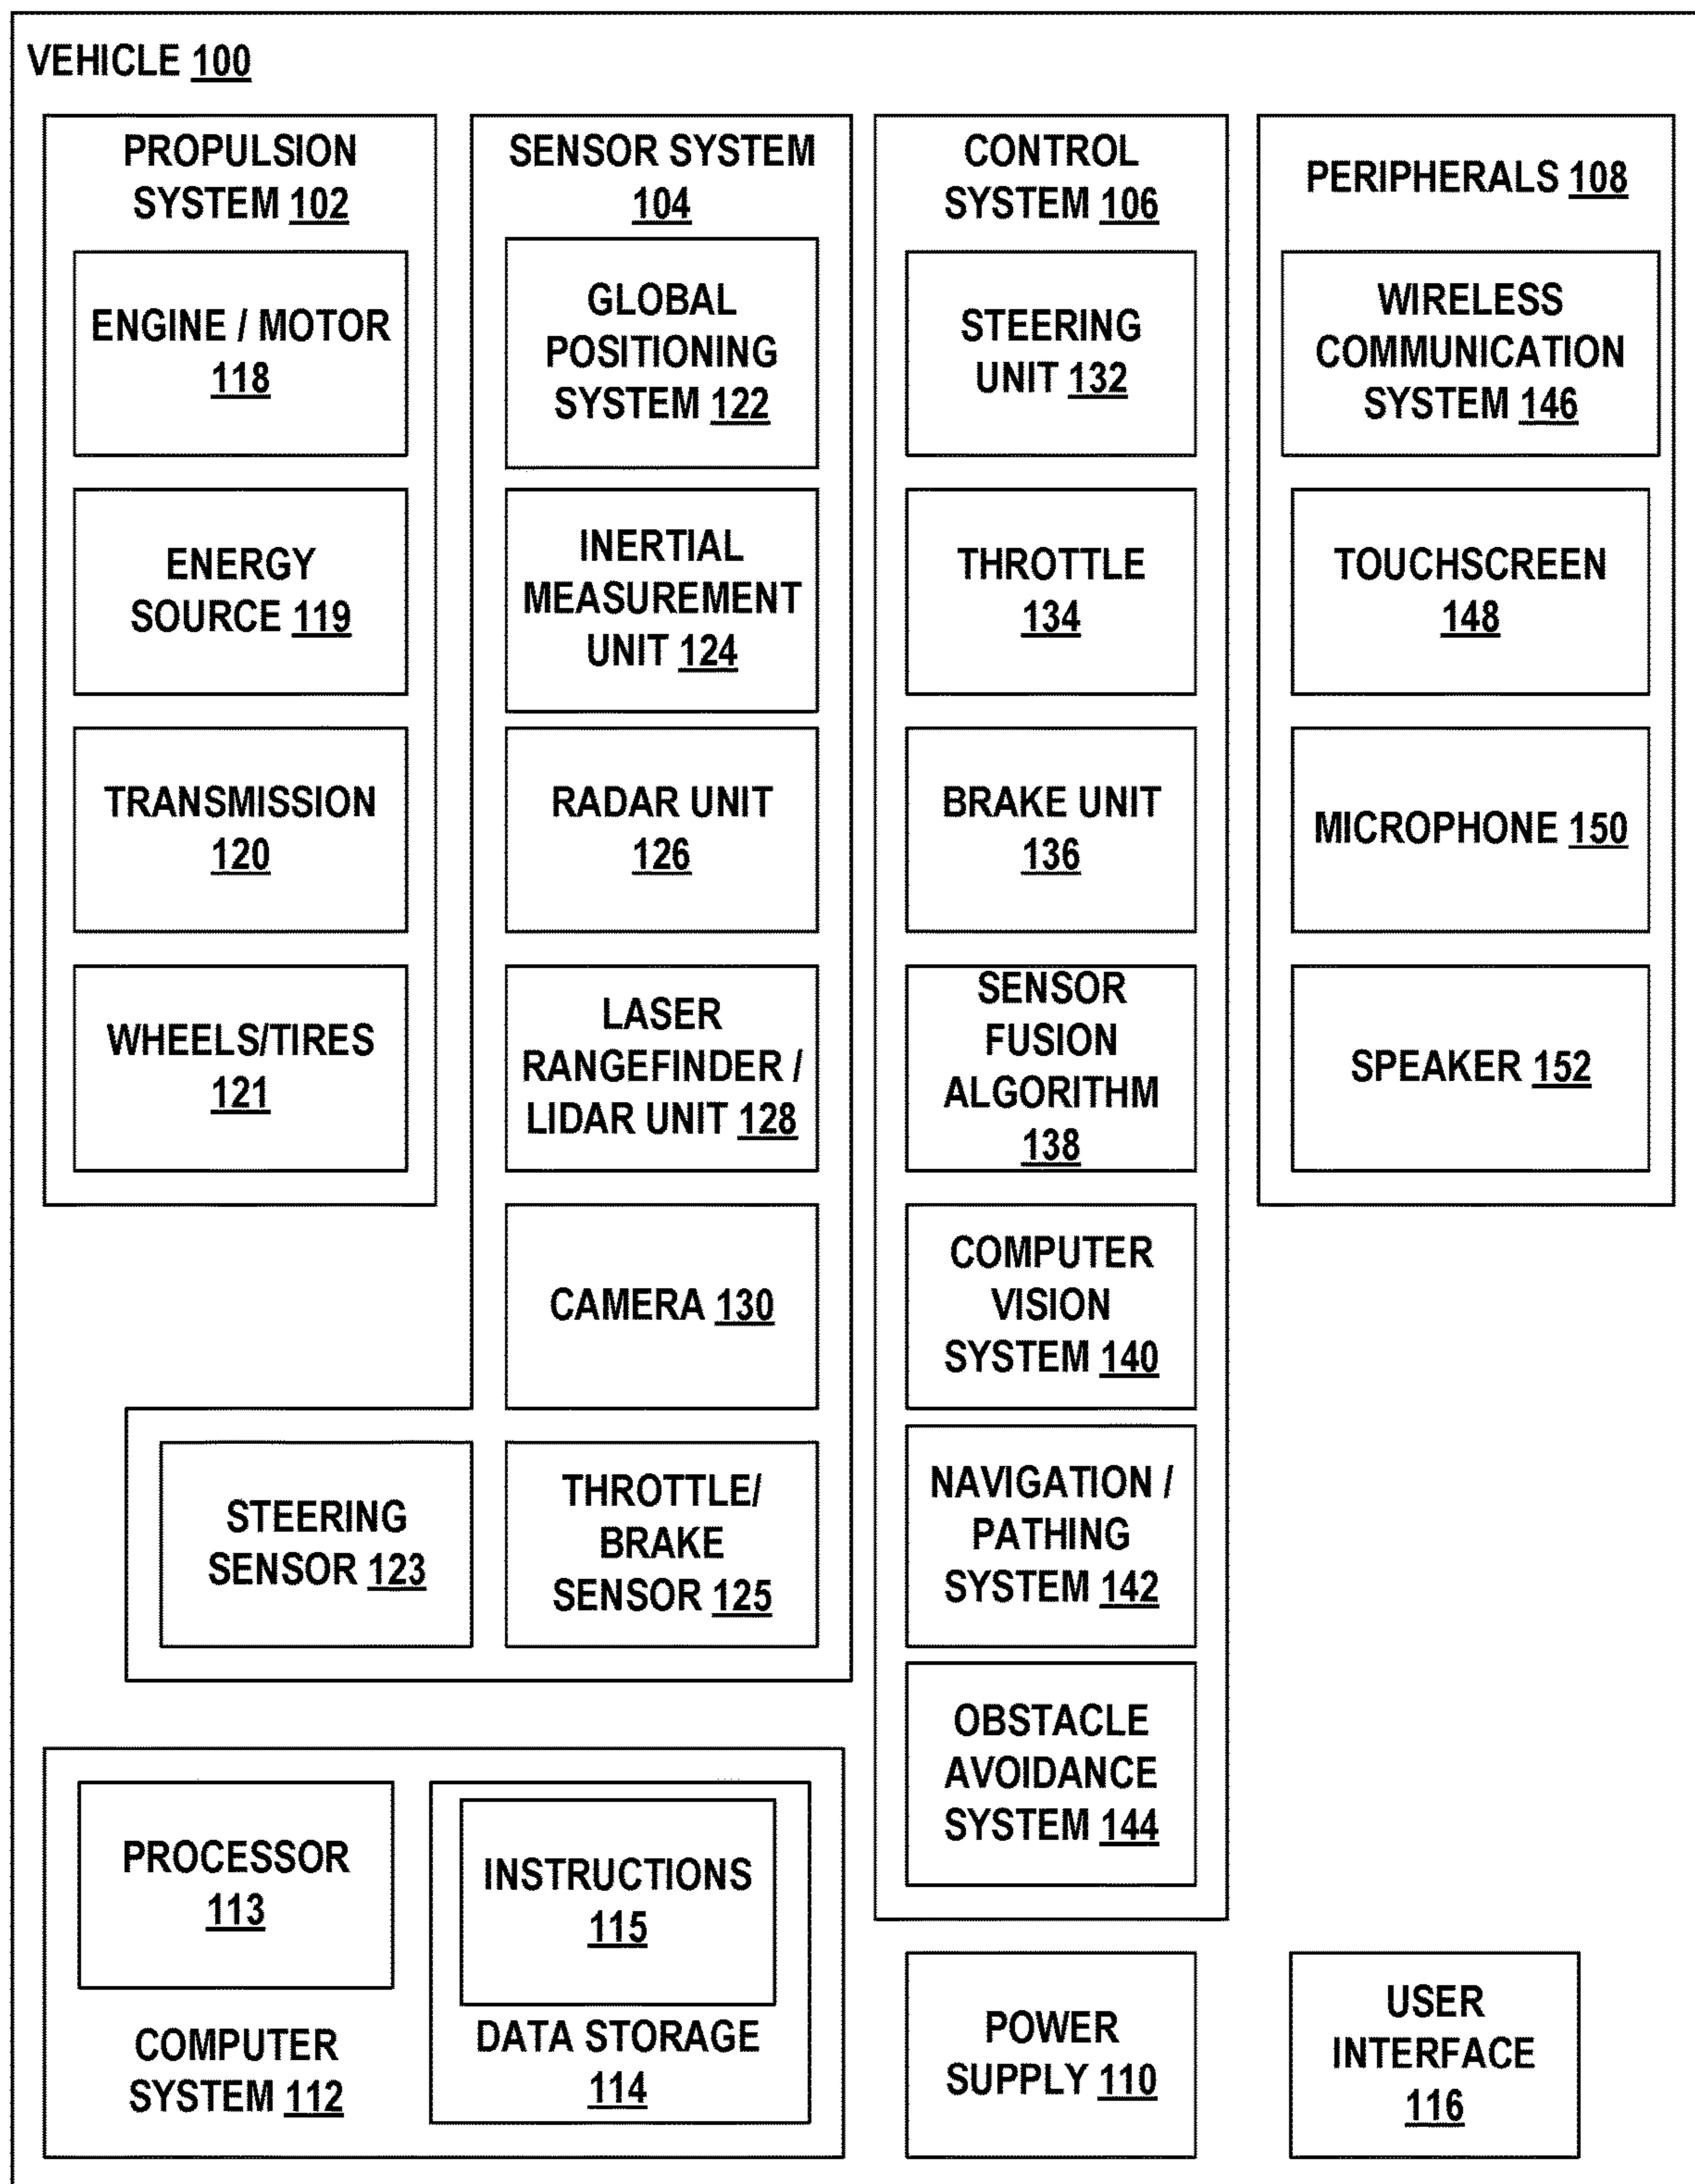 VEHICLE 100
PROPULSION
SYSTEM 102
ENGINE / MOTOR
118
ENERGY
SOURCE 119
TRANSMISSION
120
WHEELS/TIRES
121
SENSOR SYSTEM
104
GLOBAL
POSITIONING
SYSTEM 122
INERTIAL
MEASUREMENT
UNIT 124
RADAR UNIT
126
LASER
RANGEFINDER /
LIDAR UNIT 128
CAMERA 130
STEERING
SENSOR 123
THROTTLE/
BRAKE
SENSOR 125
CONTROL
SYSTEM 106
STEERING
UNIT 132
THROTTLE
134
BRAKE UNIT
136
SENSOR
FUSION
ALGORITHM
138
COMPUTER
VISION
SYSTEM 140
NAVIGATION /
PATHING
SYSTEM 142
OBSTACLE
AVOIDANCE
SYSTEM 144
PERIPHERALS 108
WIRELESS
COMMUNICATION
SYSTEM 146
TOUCHSCREEN
148
MICROPHONE 150
SPEAKER 152
PROCESSOR
113
COMPUTER
SYSTEM 112
INSTRUCTIONS
115
DATA STORAGE
114
POWER
SUPPLY 110
USER
INTERFACE
116